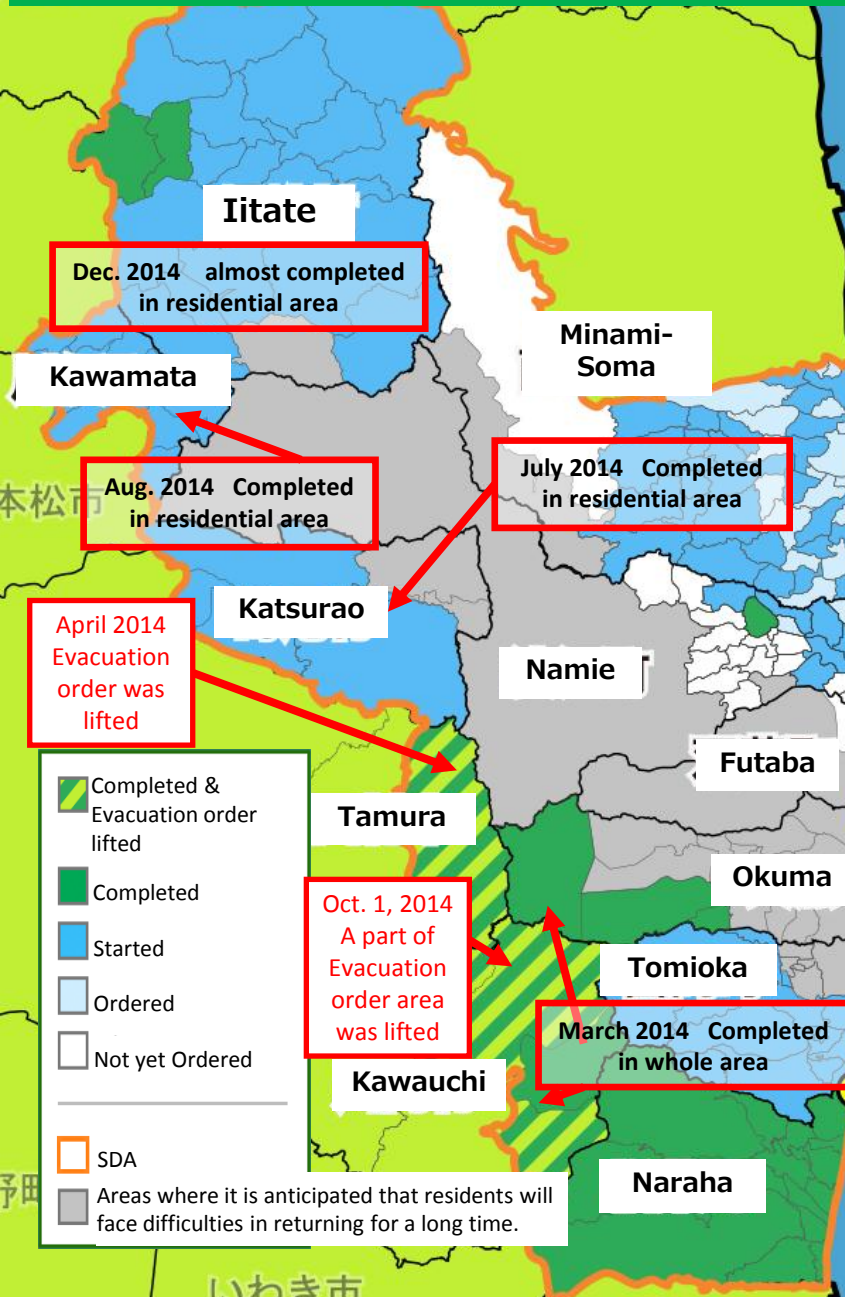 Iitate
Dec. 2014 almost completed
in residential area
Minami-
Soma
Kawamata
July 2014 Completed
in residential area
本松市
Aug. 2014 Completed
in residential area
Katsurao
April 2014
Evacuation
order was
lifted
Namie
Futaba
Completed &
Evacuation order
lifted
Tamura
Completed
Okuma
Oct. 1, 2014
A part of
Evacuation
order area
was lifted
Started
Tomioka
Ordered
March 2014 Completed
in whole area
Not yet Ordered
Kawauchi
SDA
Naraha
Areas where it is anticipated that residents will
face difficulties in returning for a long time.
野町
いわき市